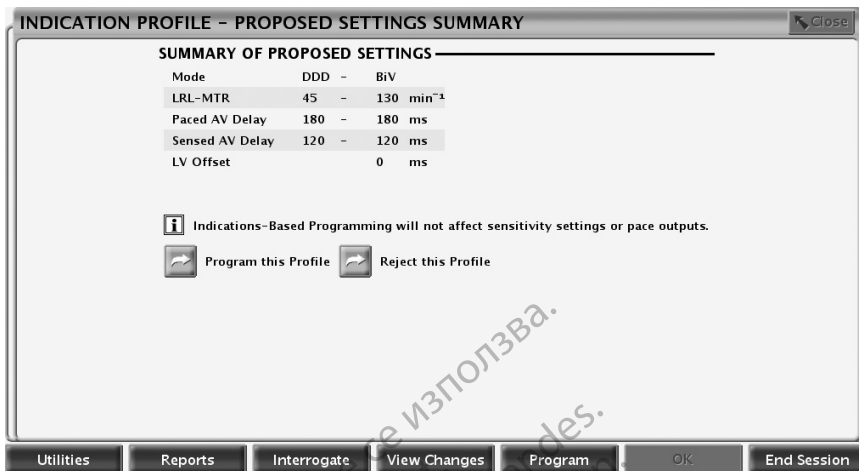 INDICATION PROFILE – PROPOSED SETTINGS SUMMARY
Close
SUMMARY OF PROPOSED SETTINGS
Mode DDD - BiV
LRL-MTR 45 - 130 min⁻¹
Paced AV Delay 180 - 180 ms
Sensed AV Delay 120 - 120 ms
LV Offset 0 ms
i Indications-Based Programming will not affect sensitivity settings or pace outputs.
Program this Profile Reject this Profile
се използва.
des.
Utilities Reports Interrogate View Changes Program OK End Session